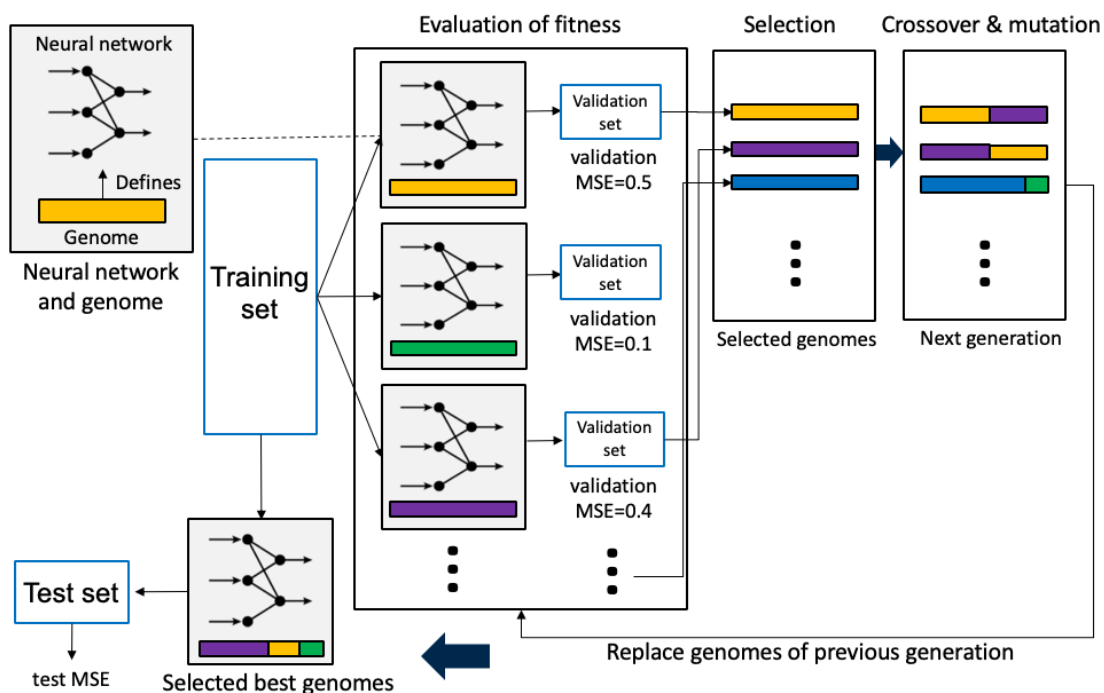 Evaluation of fitness
Selection
Crossover & mutation
Neural network
Defines
Genome
Neural network
and genome
Training
set
Validation
set
validation
MSE=0.5
Validation
set
validation
MSE=0.1
Validation
set
validation
MSE=0.4
Selected genomes
Next generation
Replace genomes of previous generation
Selected best genomes
Test set
test MSE